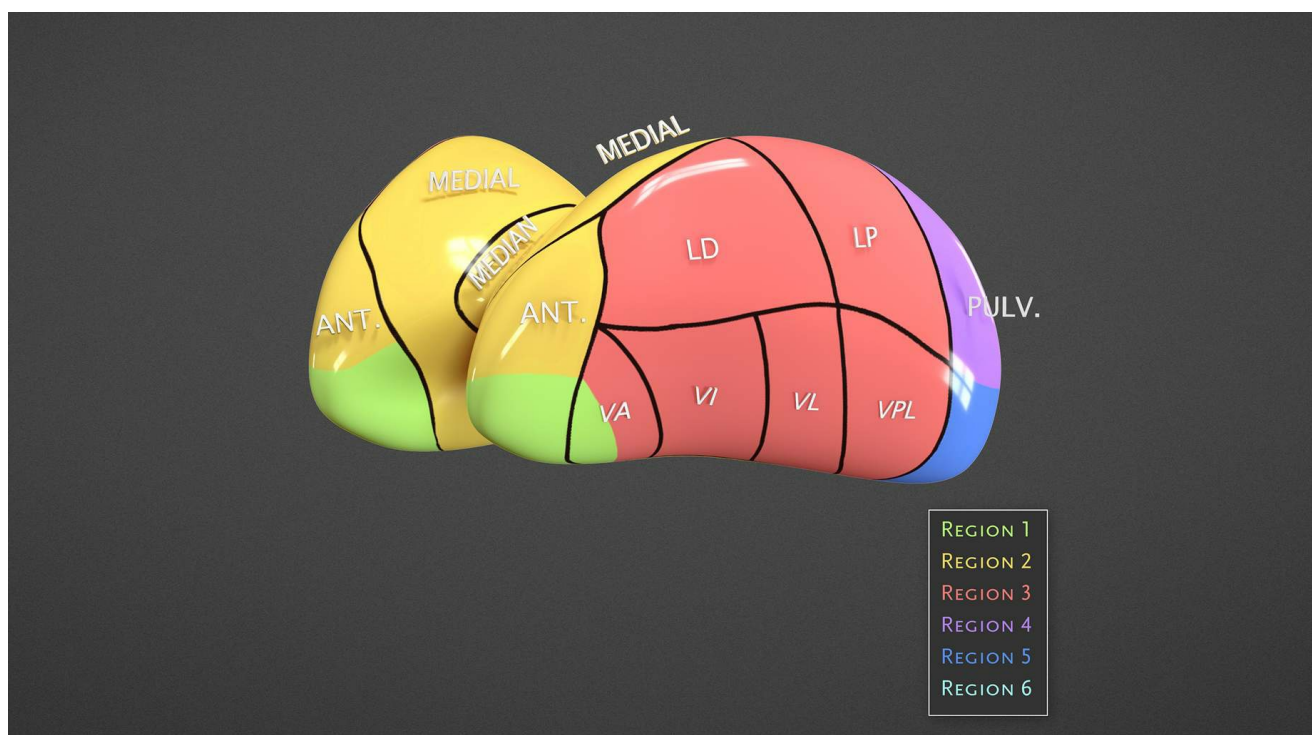 MEDIAL
MEDIAL
MEDIAN
LD
LP
ANT.
ANT.
PULV.
VA
VI
VL
VPL
REGION 1
REGION 2
REGION 3
REGION 4
REGION 5
REGION 6